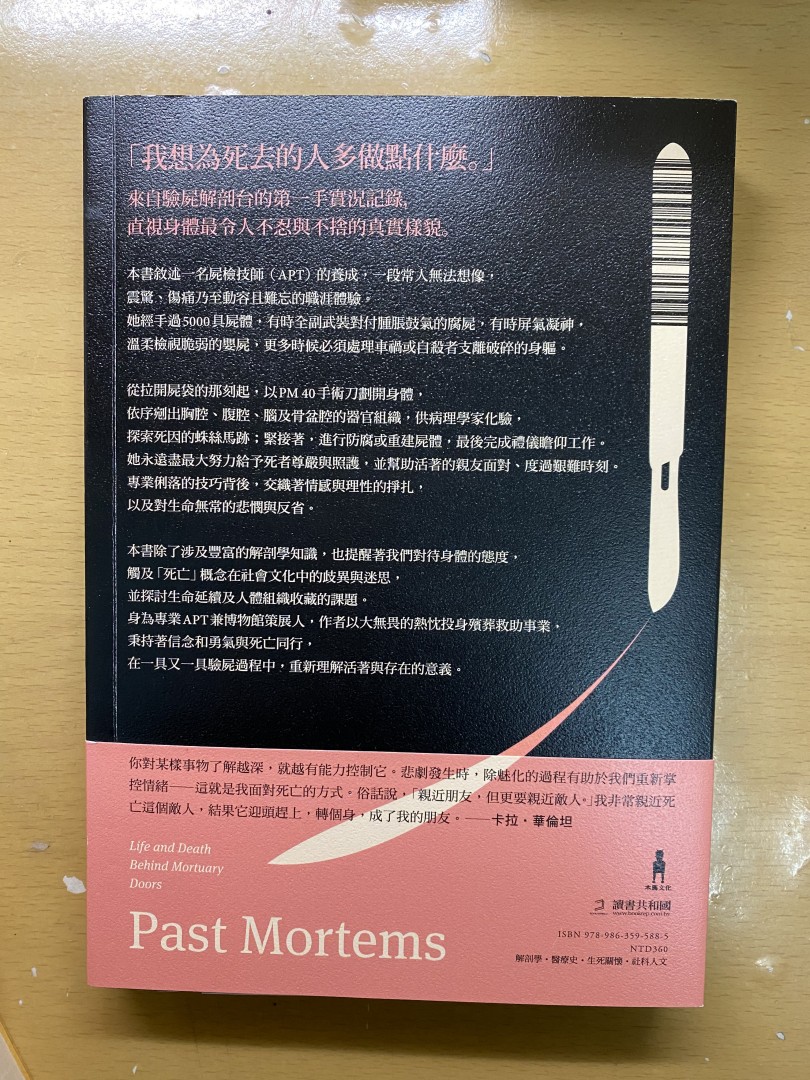 「我想為死去的人多做點什麼。」
來自驗屍解剖台的第一手實況記錄,
直視身體最令人不忍與不捨的真實樣貌。
本書敘述一名屍檢技師（APT）的養成，一段常人無法想像，
震驚、傷痛乃至動容且難忘的職涯體驗。
她經手過5000具屍體，有時全副武裝對付腫脹鼓氣的腐屍，有時屏氣凝神，
溫柔檢視脆弱的嬰屍，更多時候必須處理車禍或自殺者支離破碎的身軀。
從拉開屍袋的那刻起，以PM 40手術刀劃開身體，
依序剜出胸腔、腹腔、腦及骨盆腔的器官組織，供病理學家化驗，
探索死因的蛛絲馬跡；緊接著，進行防腐或重建屍體，最後完成禮儀瞻仰工作。
她永遠盡最大努力給予死者尊嚴與照護，並幫助活著的親友面對、度過艱難時刻。
專業俐落的技巧背後，交織著情感與理性的掙扎，
以及對生命無常的悲憫與反省。
本書除了涉及豐富的解剖學知識，也提醒著我們對待身體的態度，
觸及「死亡」概念在社會文化中的歧異與迷思，
並探討生命延續及人體組織收藏的課題。
身為專業APT兼博物館策展人，作者以大無畏的熱忱投身殯葬救助事業、
秉持著信念和勇氣與死亡同行，
在一具又一具驗屍過程中，重新理解活著與存在的意義。
你對某樣事物了解越深，就越有能力控制它。悲劇發生時，除魅化的過程有助於我們重新掌
控情緒——這就是我面對死亡的方式。俗話說，「親近朋友，但更要親近敵人。」我非常親近死
亡這個敵人，結果它迎頭趕上，轉個身，成了我的朋友。——卡拉・華倫坦
Life and Death
Behind Mortuary
Doors
Past Mortems
木馬文化
讀書共和國
www.bookrep.com.tw
ISBN 978-986-359-588-5
NTD360
解剖學・醫療史・生死關懷・社科人文